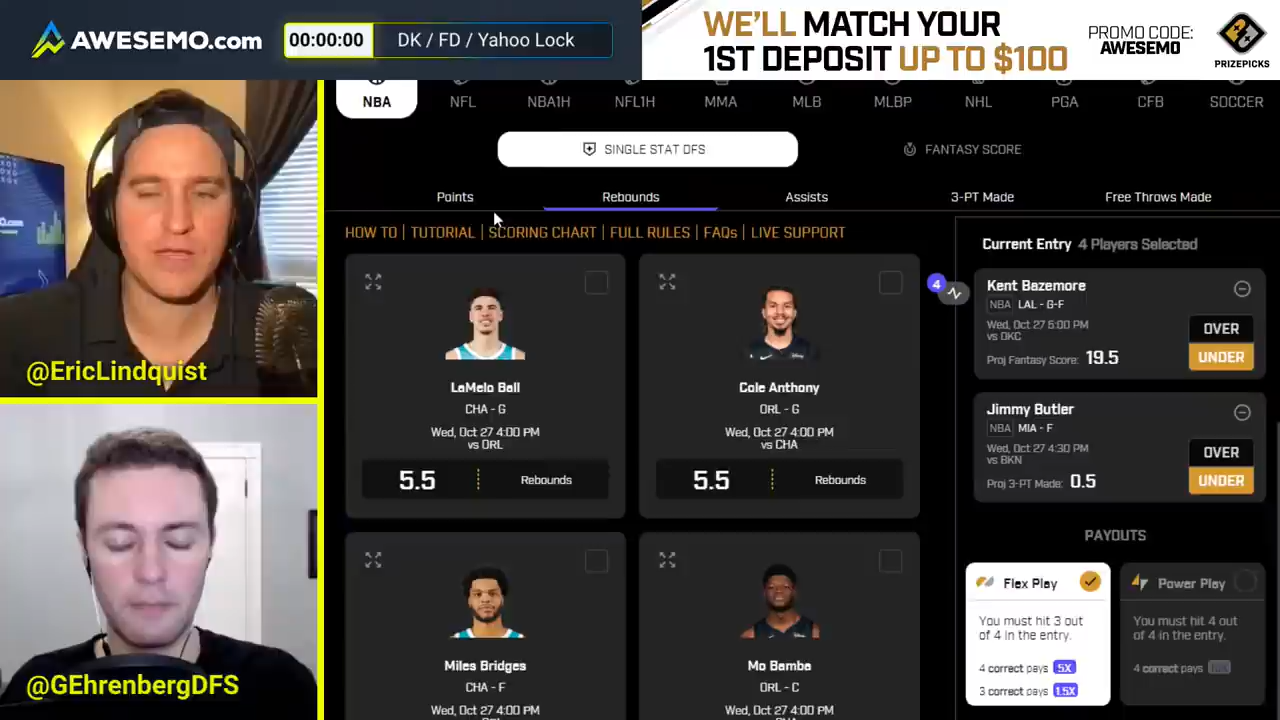 AWESEMO.com
00:00:00
DK / FD / Yahoo Lock
WE'LL MATCH YOUR
1ST DEPOSIT UP TO $100
PROMO CODE:
AWESEMO
PRIZEPICKS
NBA
NFL
NBA1H
NFL1H
MMA
MLB
MLBP
NHL
PGA
CFB
SOCCER
SINGLE STAT DFS
FANTASY SCORE
Points
Rebounds
Assists
3-PT Made
Free Throws Made
HOW TO | TUTORIAL | SCORING CHART | FULL RULES | FAQs | LIVE SUPPORT
LaMelo Ball
CHA - G
Wed, Oct 27 4:00 PM
vs ORL
5.5
Rebounds
Cole Anthony
ORL - G
Wed, Oct 27 4:00 PM
vs CHA
5.5
Rebounds
Miles Bridges
CHA - F
Wed, Oct 27 4:00 PM
Mo Bamba
ORL - C
Wed, Oct 27 4:00 PM
4
Current Entry 4 Players Selected
Kent Bazemore
NBA LAL - G-F
Wed, Oct 27 5:00 PM
vs OKC
Proj Fantasy Score: 19.5
OVER
UNDER
Jimmy Butler
NBA MIA - F
Wed, Oct 27 4:30 PM
vs BKN
Proj 3-PT Made: 0.5
OVER
UNDER
PAYOUTS
Flex Play
You must hit 3 out
of 4 in the entry.
4 correct pays 5X
3 correct pays 1.5X
Power Play
You must hit 4 out
of 4 in the entry.
4 correct pays
@EricLindquist
@GEhrenbergDFS